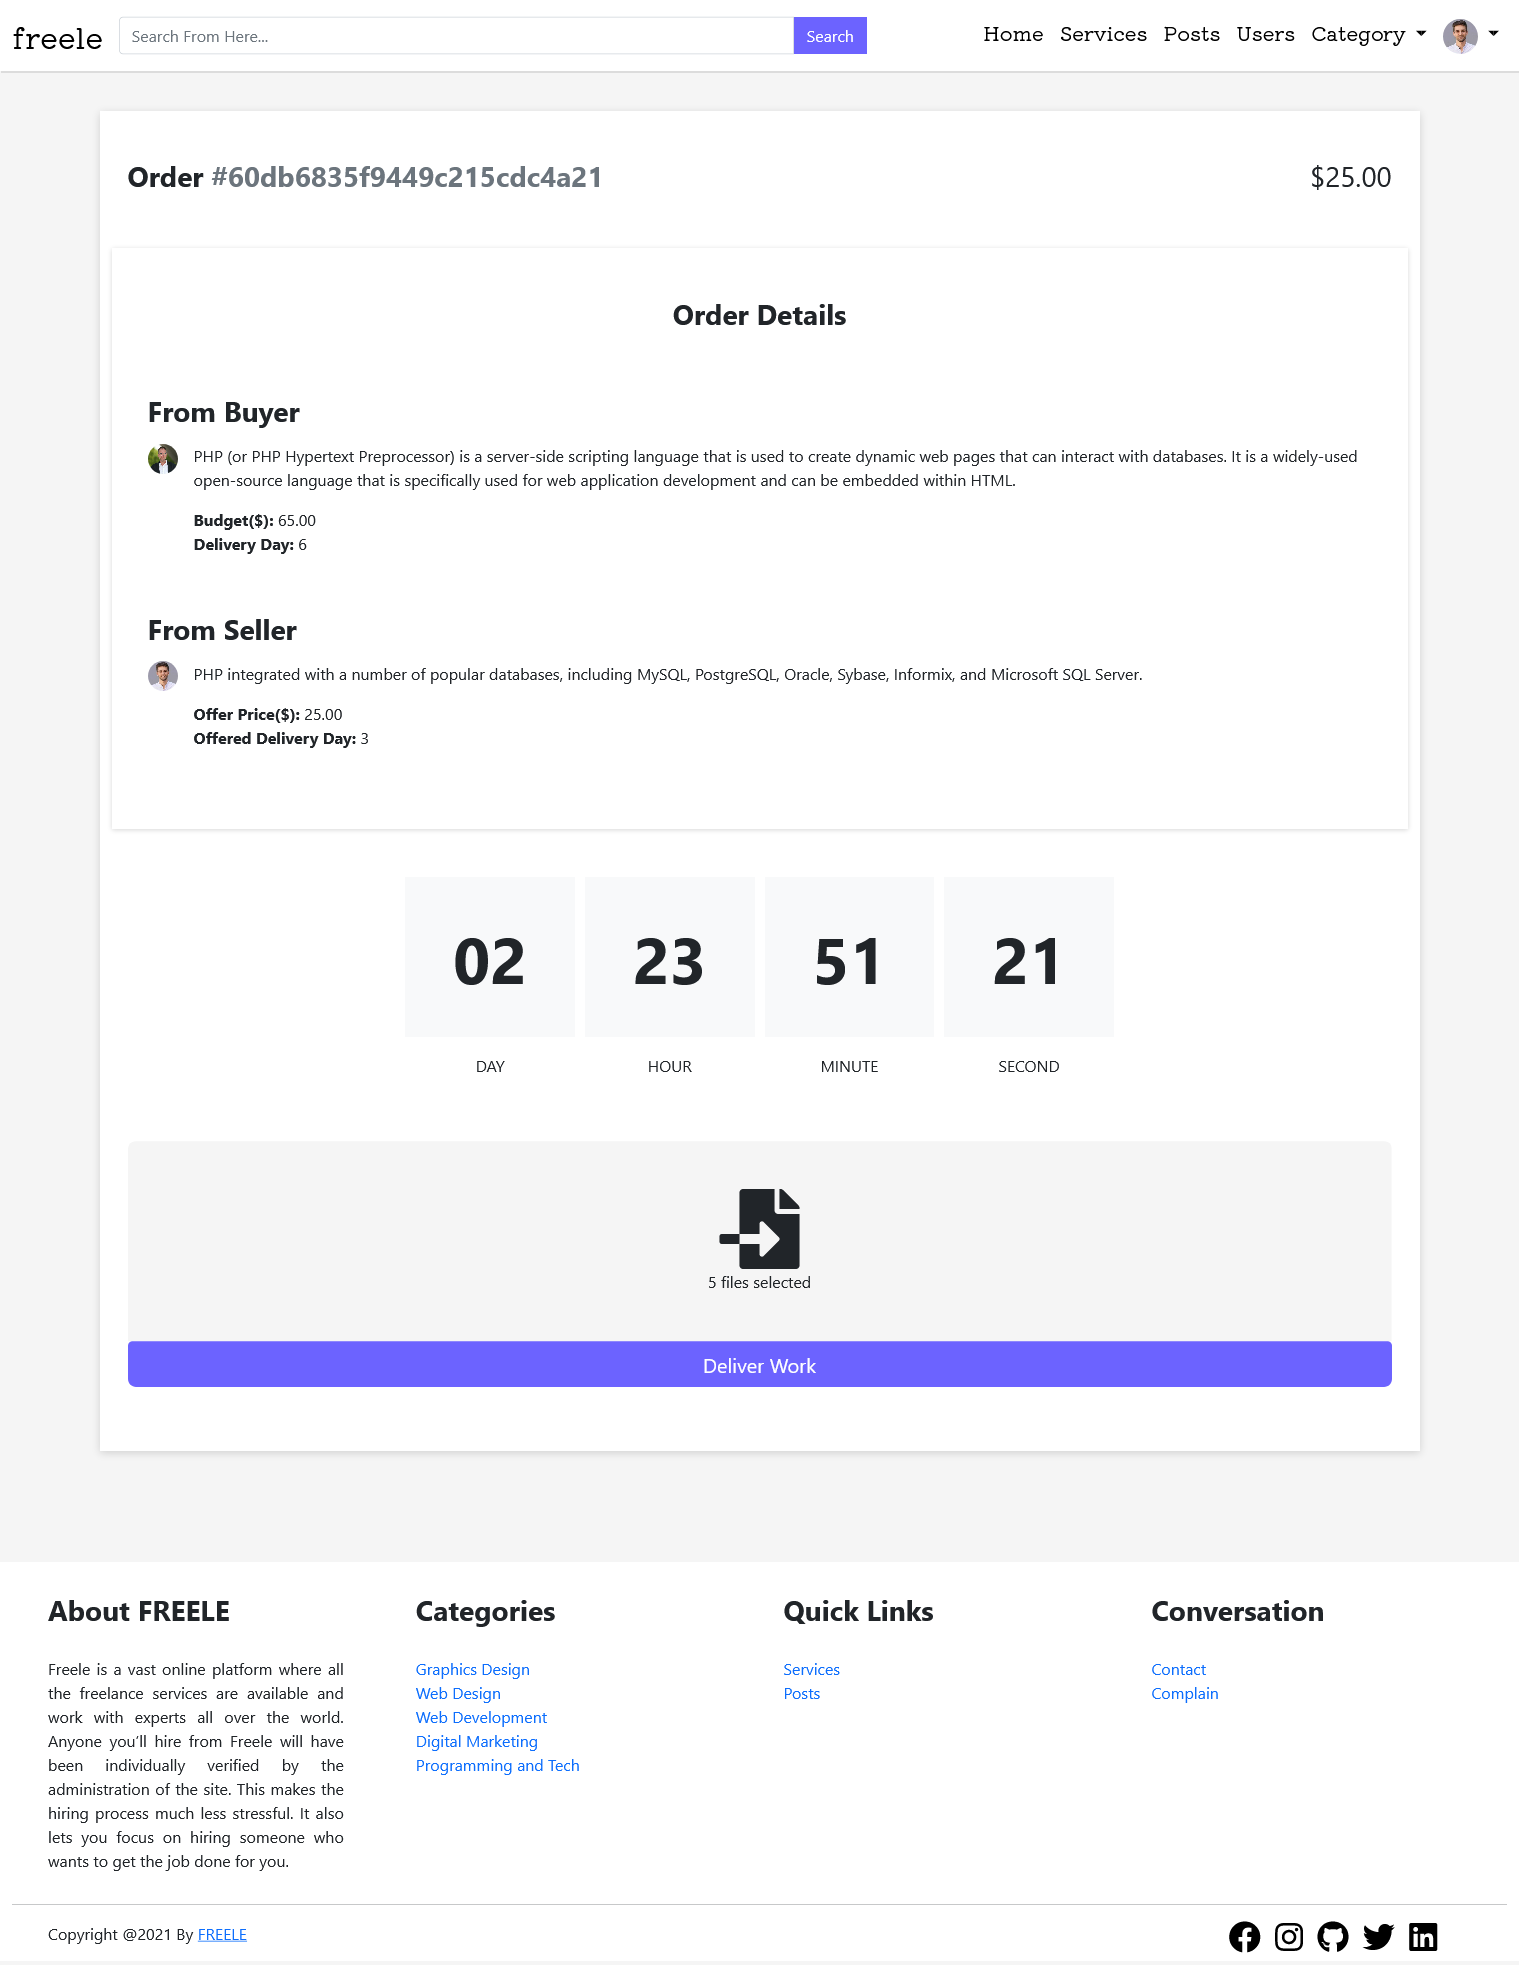 freele
Search From Here...
Search
Home Services Posts Users Category
Order #60db6835f9449c215cdc4a21
$25.00
Order Details
From Buyer
PHP (or PHP Hypertext Preprocessor) is a server-side scripting language that is used to create dynamic web pages that can interact with databases. It is a widely-used
open-source language that is specifically used for web application development and can be embedded within HTML.
Budget($): 65.00
Delivery Day: 6
From Seller
PHP integrated with a number of popular databases, including MySQL, PostgreSQL, Oracle, Sybase, Informix, and Microsoft SQL Server.
Offer Price($): 25.00
Offered Delivery Day: 3
02 23 51 21
DAY HOUR MINUTE SECOND
5 files selected
Deliver Work
About FREELE
Freele is a vast online platform where all
the freelance services are available and
work with experts all over the world.
Anyone you'll hire from Freele will have
been individually verified by the
administration of the site. This makes the
hiring process much less stressful. It also
lets you focus on hiring someone who
wants to get the job done for you.
Categories
Graphics Design
Web Design
Web Development
Digital Marketing
Programming and Tech
Quick Links
Services
Posts
Conversation
Contact
Complain
Copyright @2021 By FREELE